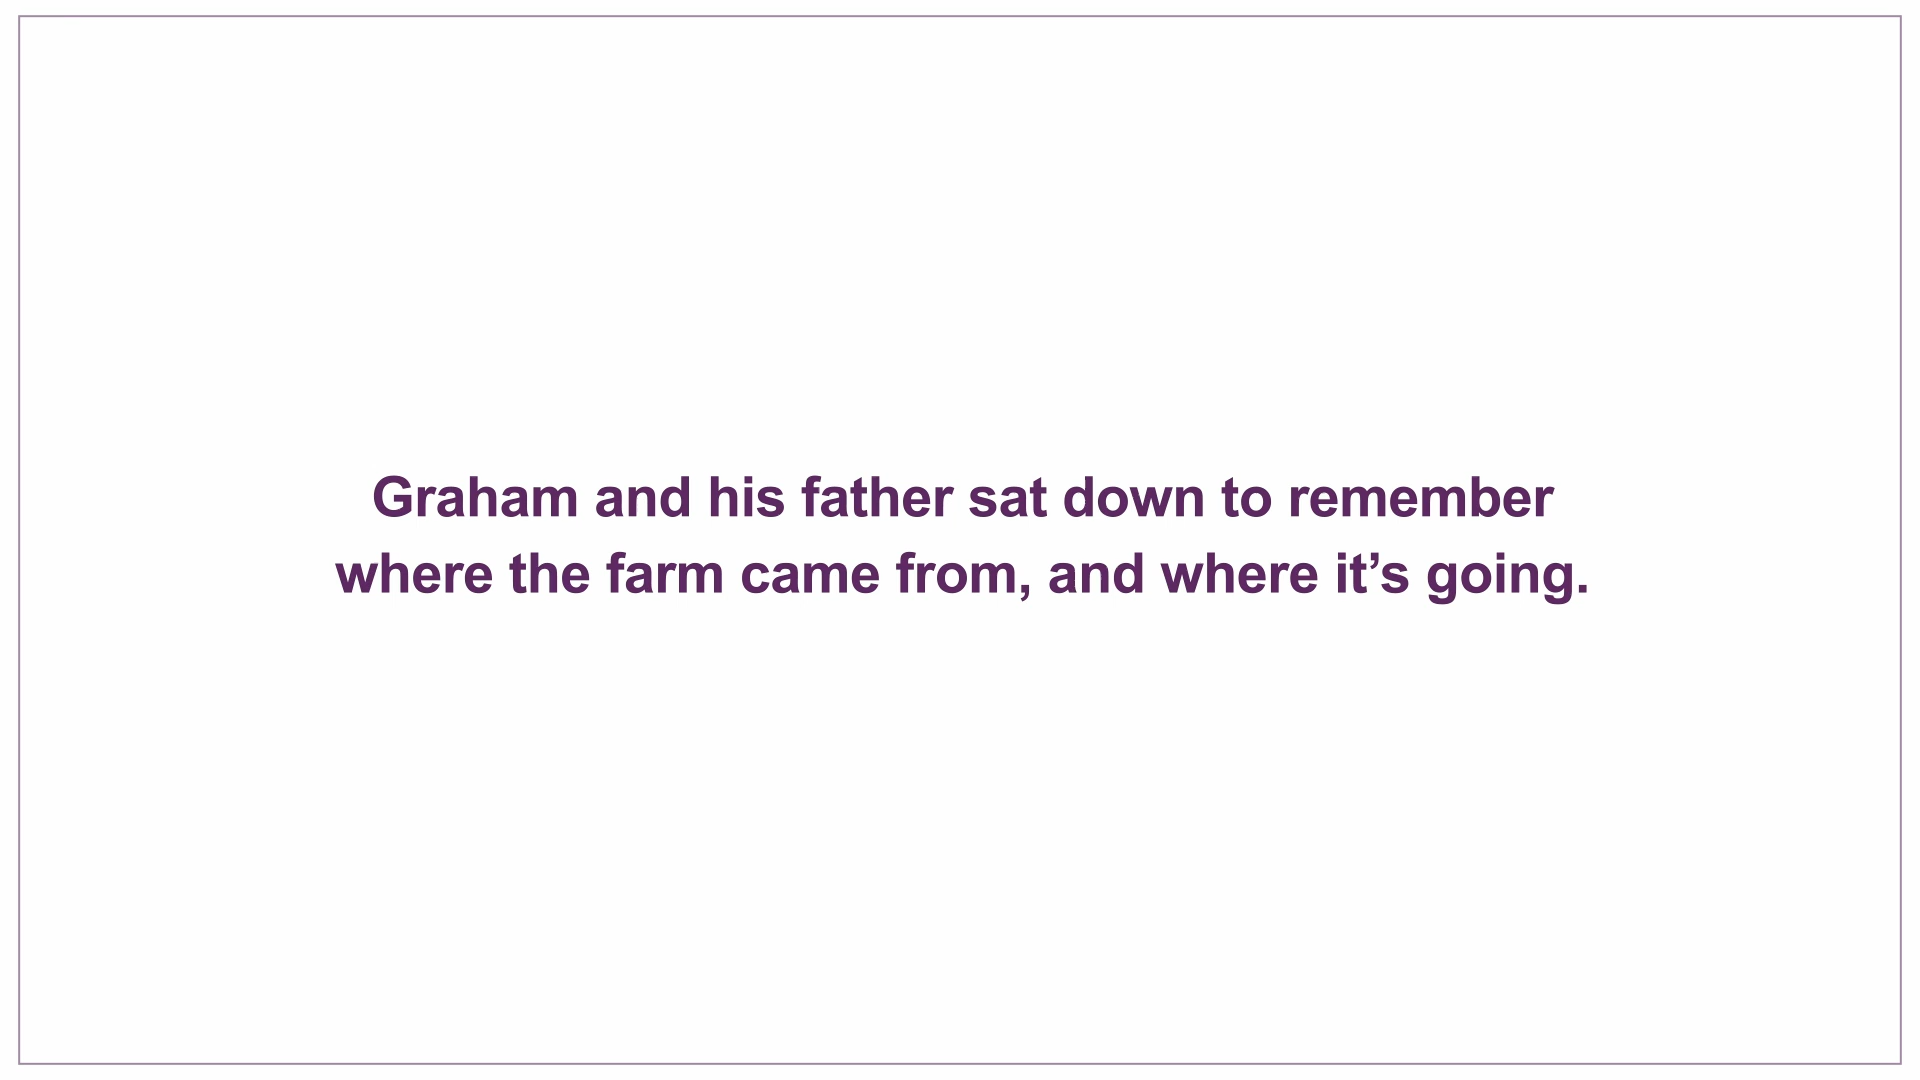 Graham and his father sat down to remember
where the farm came from, and where it’s going.